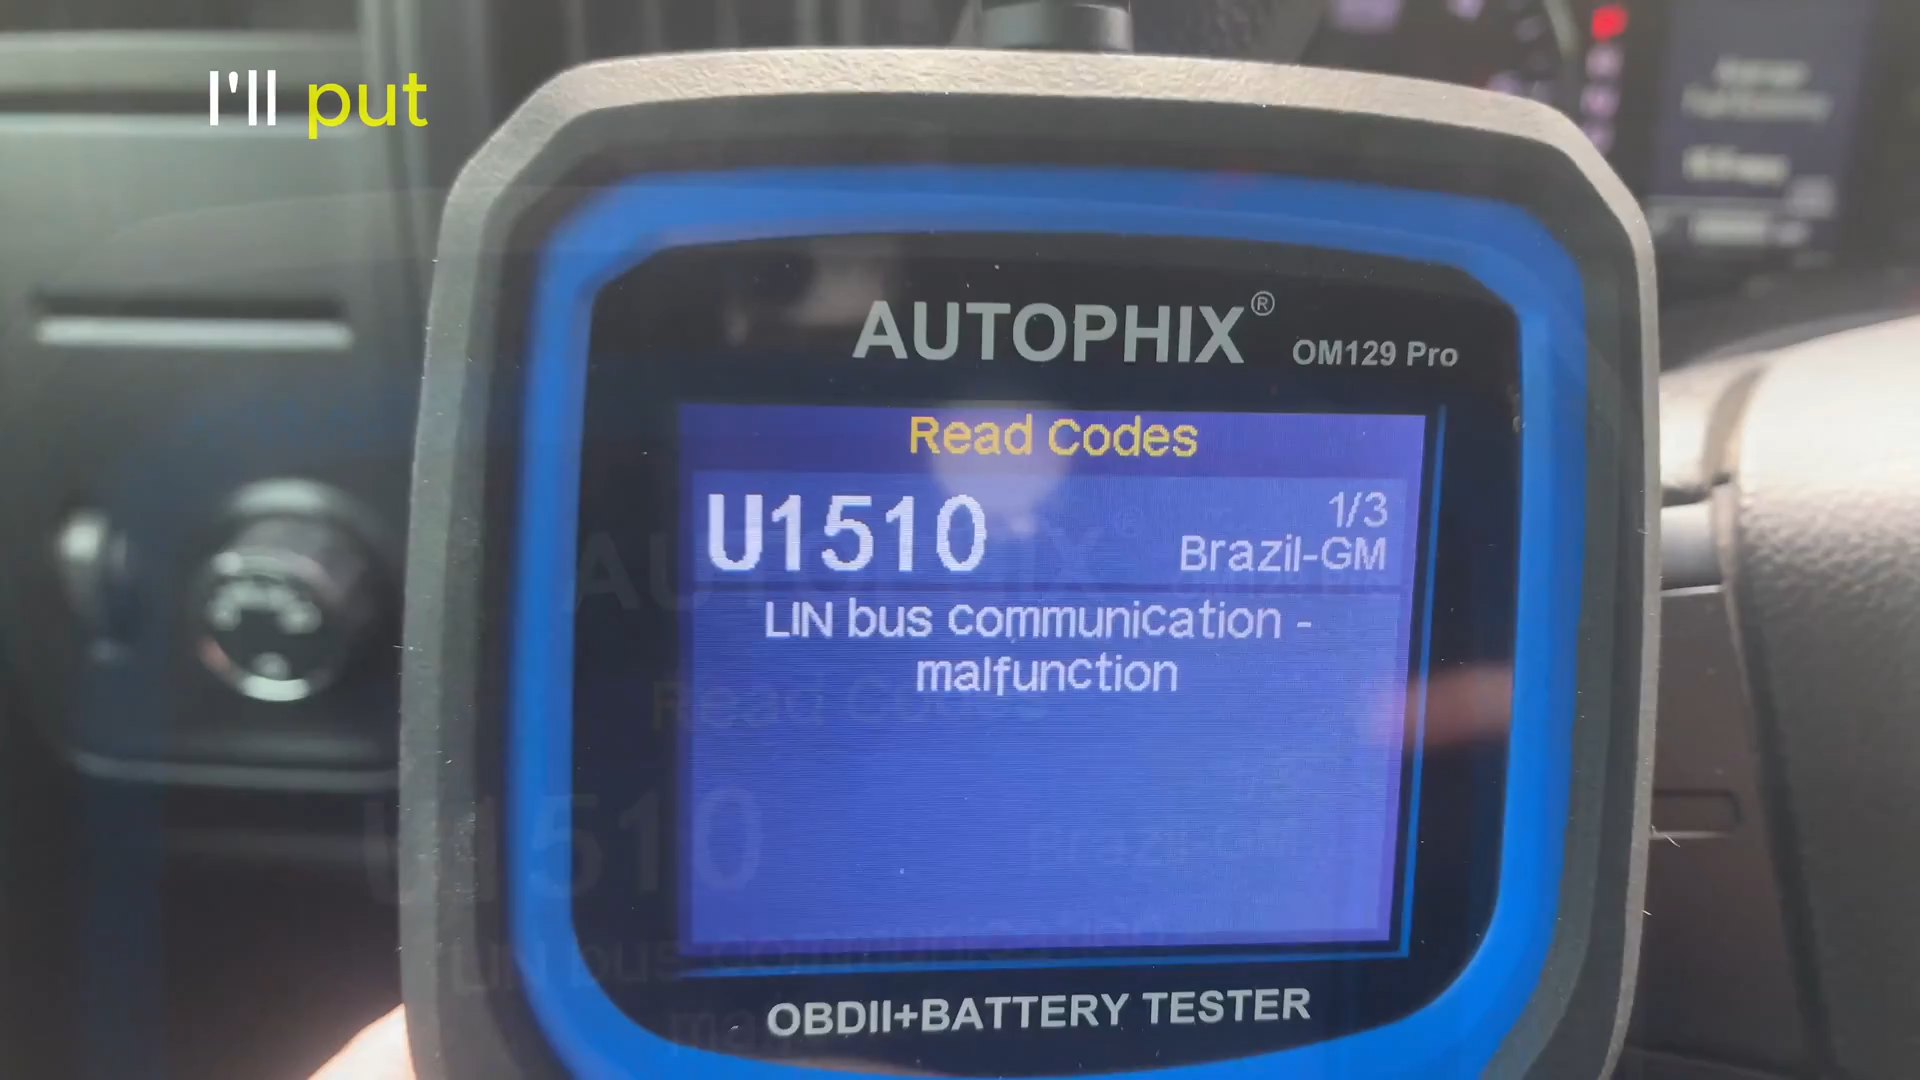 I'll put
AUTOPHIX®
OM129 Pro
Read Codes
U1510
1/3
Brazil-GM
LIN bus communication -
malfunction
OBDII+BATTERY TESTER